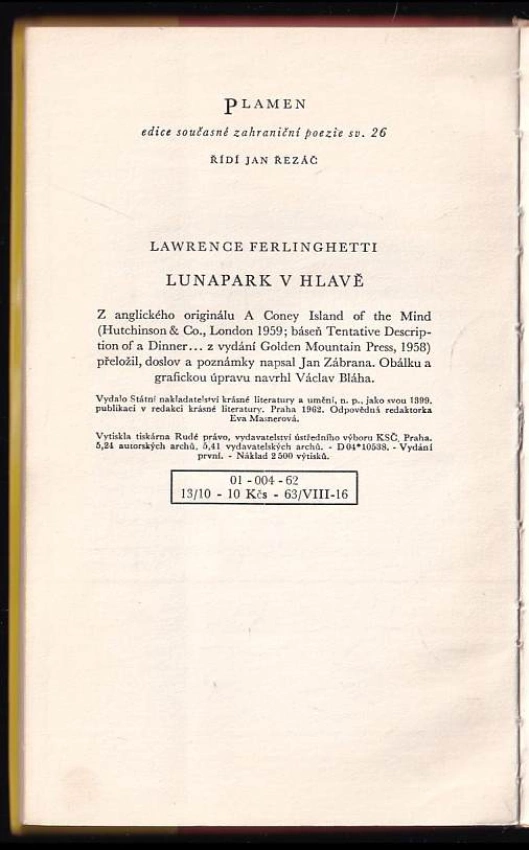 PLAMEN
edice současné zahraniční poezie sv. 26
ŘÍDÍ JAN ŘEZÁČ
LAWRENCE FERLINGHETTI
LUNAPARK V HLAVĚ
Z anglického originálu A Coney Island of the Mind
(Hutchinson & Co., London 1959; báseň Tentative Descrip-
tion of a Dinner... z vydání Golden Mountain Press, 1958)
přeložil, doslov a poznámky napsal Jan Zábrana. Obálku a
grafickou úpravu navrhl Václav Bláha.
Vydalo Státní nakladatelství krásné literatury a umění, n. p., jako svou 1899.
publikaci v redakci krásné literatury. Praha 1962. Odpovědná redaktorka
Eva Masnerová.
Vytiskla tiskárna Rudé právo, vydavatelství ústředního výboru KSČ, Praha.
5,24 autorských archů, 5,41 vydavatelských archů. - D 04*10538. - Vydání
první. - Náklad 2 500 výtisků.
01 - 004 - 62
13/10 - 10 Kčs - 63/VIII-16